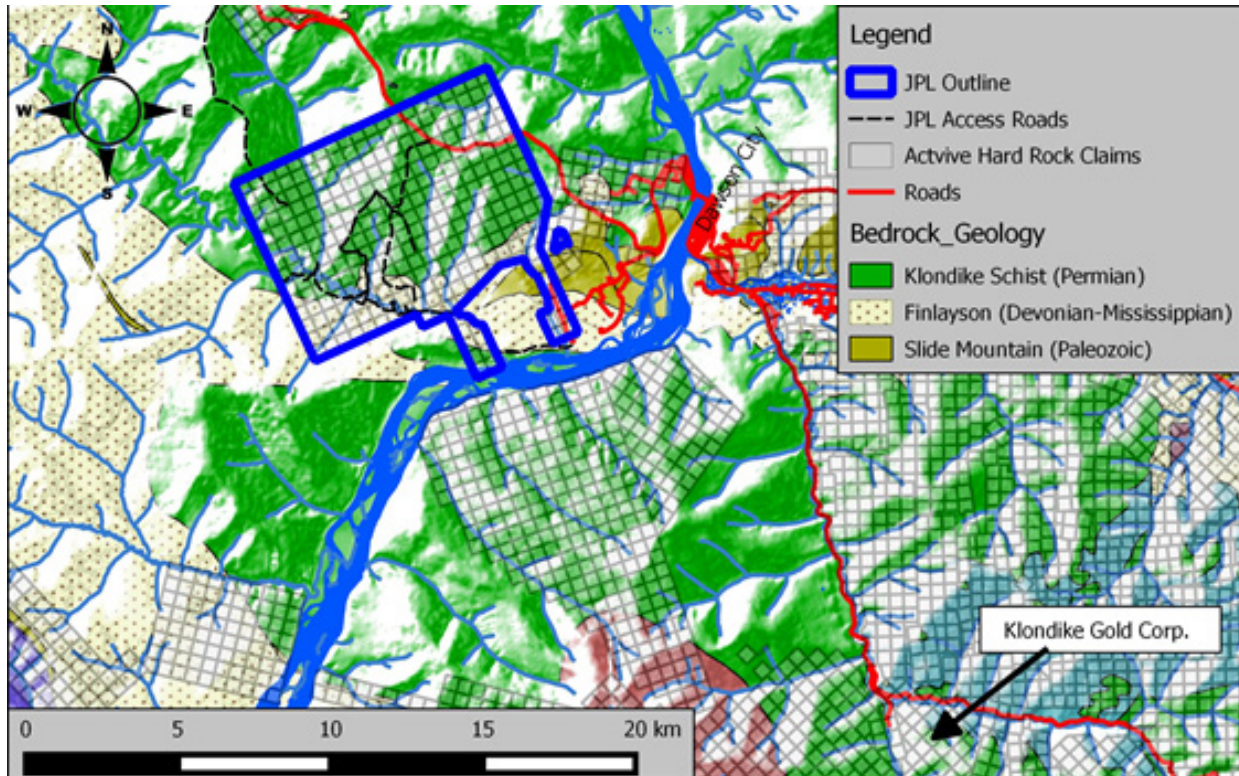 N
W
E
S
Dawson City
Legend
JPL Outline
JPL Access Roads
Actvive Hard Rock Claims
Roads
Bedrock_Geology
Klondike Schist (Permian)
Finlayson (Devonian-Mississippian)
Slide Mountain (Paleozoic)
Klondike Gold Corp.
0 5 10 15 20 km